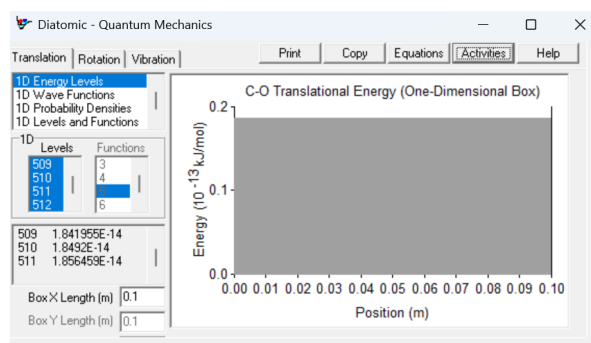 Diatomic - Quantum Mechanics
Translation Rotation Vibration
Print Copy Equations Activities Help
1D Energy Levels
1D Wave Functions
1D Probability Densities
1D Levels and Functions
1D
Levels Functions
509 3
510 4
511 5
512 6
509 1.841955E-14
510 1.8492E-14
511 1.856459E-14
Box X Length (m) 0.1
Box Y Length (m) 0.1
C-O Translational Energy (One-Dimensional Box)
Energy (10 -13 kJ/mol)
0.2
0.1
0.0
0.00 0.01 0.02 0.03 0.04 0.05 0.06 0.07 0.08 0.09 0.10
Position (m)